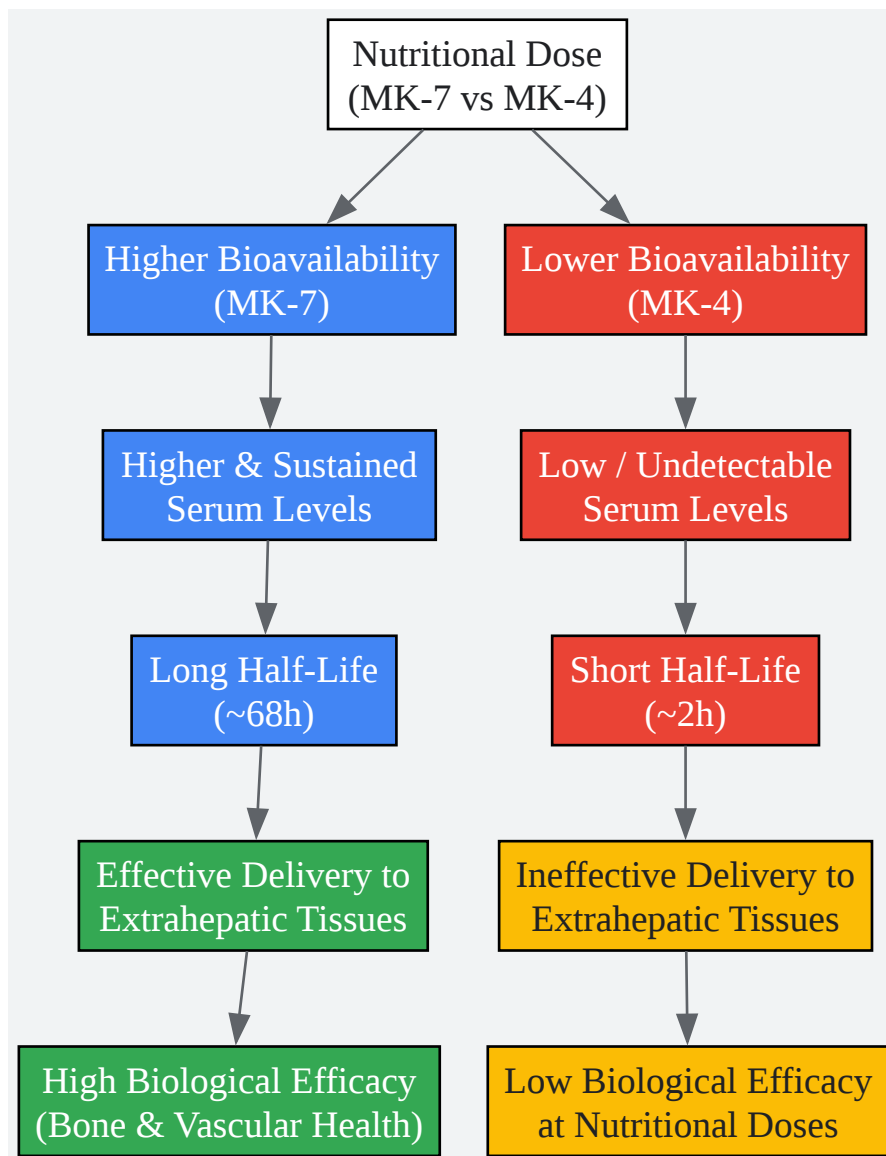 Nutritional Dose
(MK-7 vs MK-4)
Higher Bioavailability
(MK-7)
Lower Bioavailability
(MK-4)
Higher & Sustained
Serum Levels
Low / Undetectable
Serum Levels
Long Half-Life
(~68h)
Short Half-Life
(~2h)
Effective Delivery to
Extrahepatic Tissues
Ineffective Delivery to
Extrahepatic Tissues
High Biological Efficacy
(Bone & Vascular Health)
Low Biological Efficacy
at Nutritional Doses